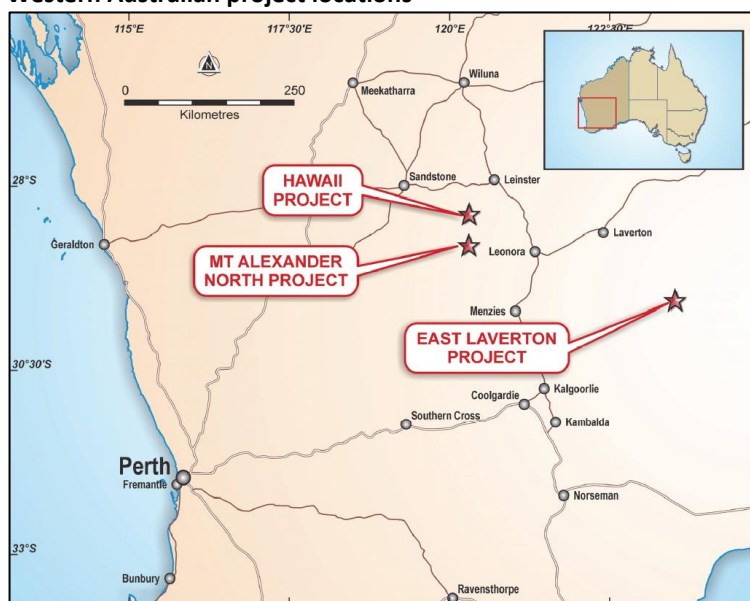 Western Australian project locations
115°E
117°30'E
120°E
122°30'E
N
0
250
Kilometres
Wiluna
Meekatharra
28°S
Sandstone
Leinster
HAWAII
PROJECT
Geraldton
Laverton
Leonora
MT ALEXANDER
NORTH PROJECT
Menzies
EAST LAVERTON
PROJECT
30°30'S
Kalgoorlie
Coolgardie
Southern Cross
Kambalda
Perth
Fremantle
Norseman
33°S
Bunbury
Ravensthorpe